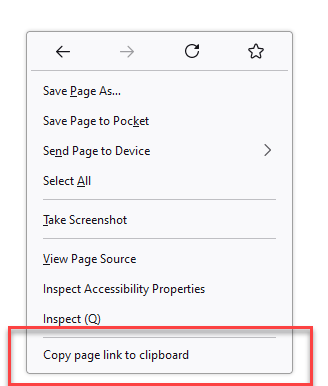 Save Page As...
Save Page to Pocket
Send Page to Device
Select All
Take Screenshot
View Page Source
Inspect Accessibility Properties
Inspect (Q)
Copy page link to clipboard